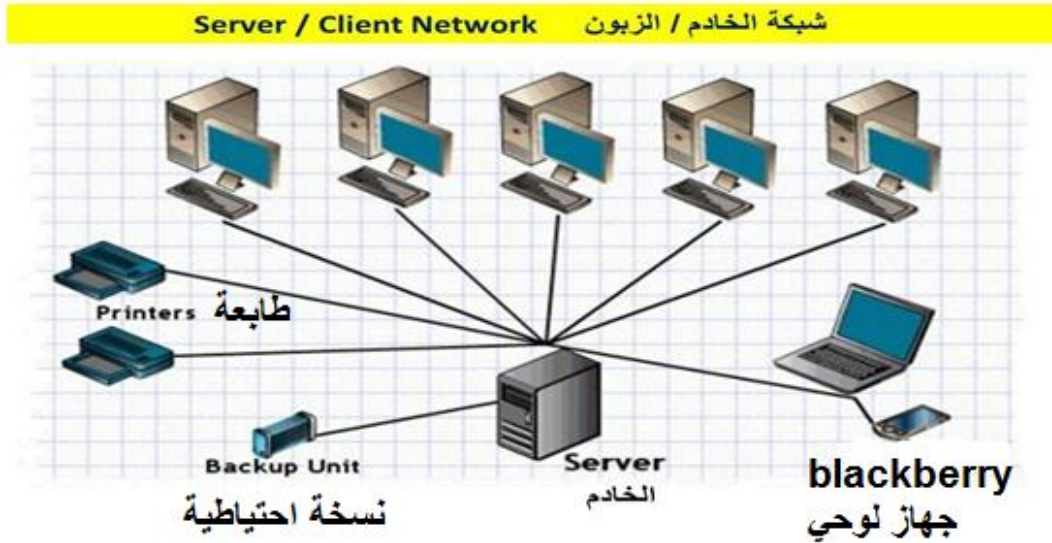 Server / Client Network شبكة الخادم / الزبون
Printers طابعة
Backup Unit
نسخة احتياطية
Server
الخادم
blackberry
جهاز لوحي